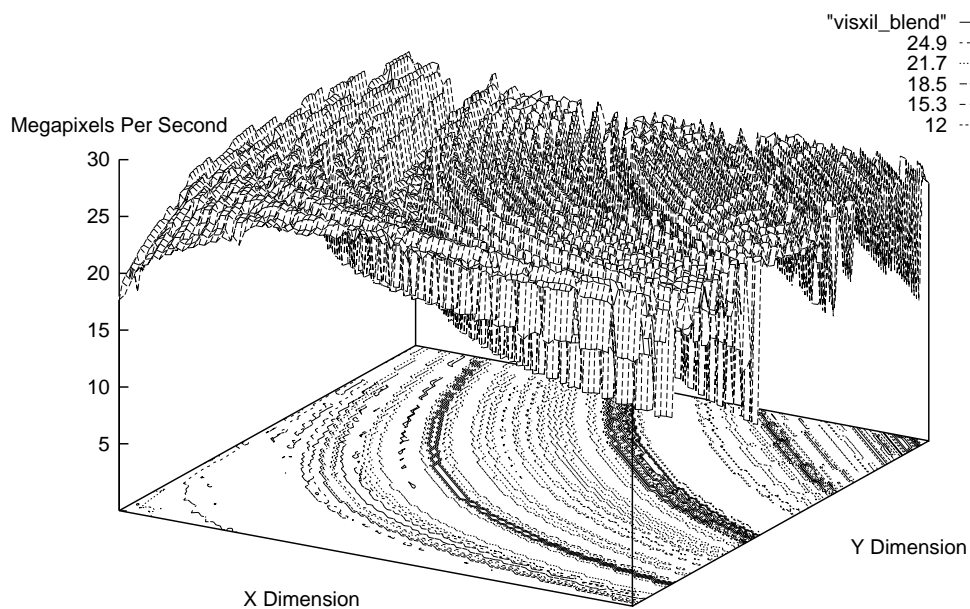 "visxil_blend"
24.9
21.7
18.5
15.3
12
Megapixels Per Second
30
25
20
15
10
5
Y Dimension
X Dimension